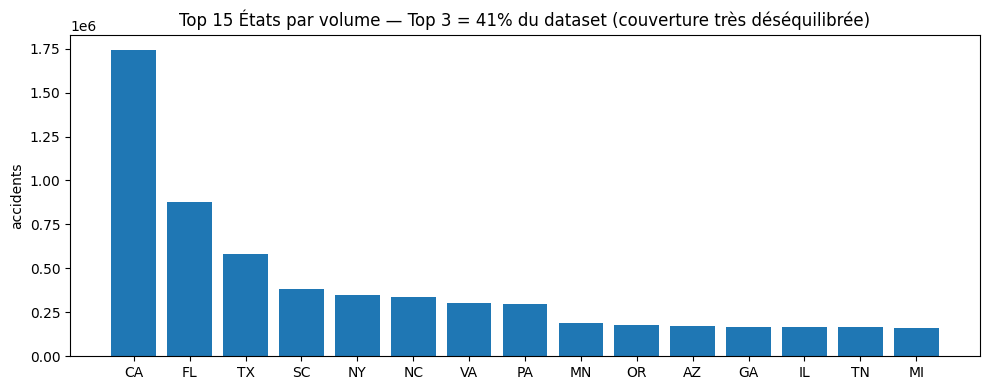 Top 15 États par volume — Top 3 = 41% du dataset (couverture très déséquilibrée)
1e6
1.75
1.50
1.25
1.00
0.75
0.50
0.25
0.00
accidents
CA FL TX SC NY NC VA PA MN OR AZ GA IL TN MI